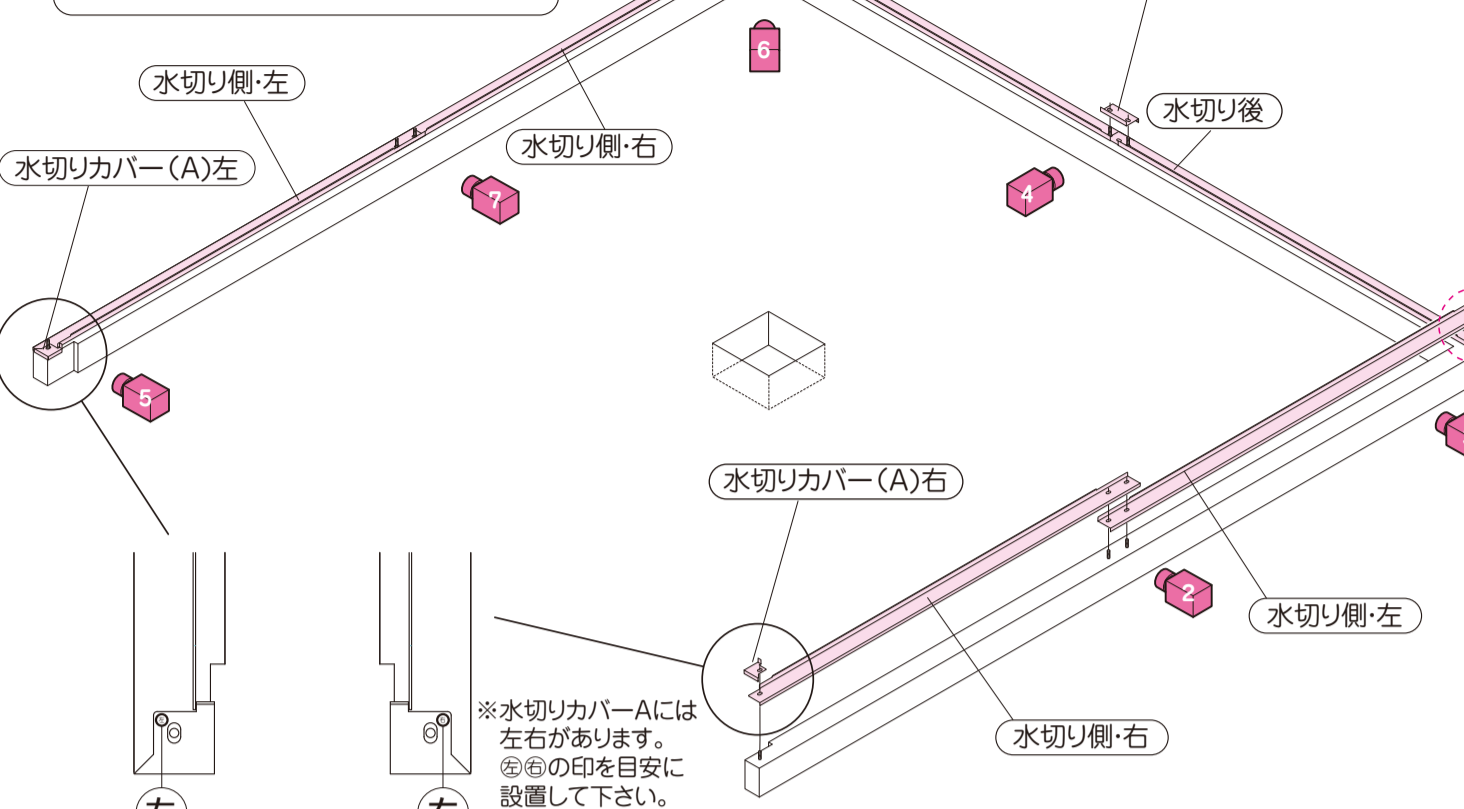 6
水切り側・左
水切り後
水切り側・右
水切りカバー(A)左
7
4
5
水切りカバー(A)右
2
水切り側・左
水切り側・右
※水切りカバーAには
左右があります。
㊧㊨の印を目安に
設置して下さい。